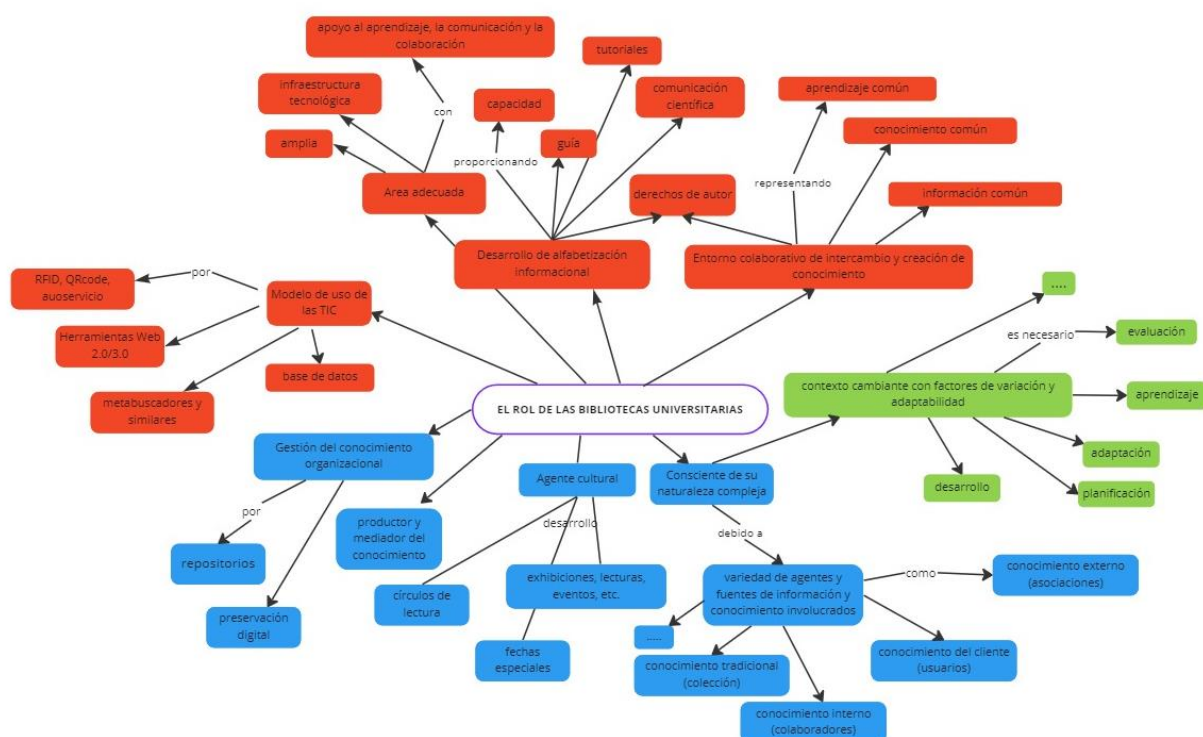 apoyo al aprendizaje, la comunicación y la
colaboración
tutoriales
infraestructura
tecnológica
con
capacidad
comunicación
científica
aprendizaje común
amplia
guía
conocimiento común
proporcionando
Area adecuada
representando
derechos de autor
información común
Desarrollo de alfabetización
informacional
Entorno colaborativo de intercambio y creación de
conocimiento
RFID, QRcode,
auoservicio
por
Modelo de uso de
las TIC
....
Herramientas Web
2.0/3.0
es necesario
evaluación
base de datos
metabuscadores y
similares
contexto cambiante con factores de variación y
adaptabilidad
aprendizaje
EL ROL DE LAS BIBLIOTECAS UNIVERSITARIAS
Gestión del conocimiento
organizacional
Agente cultural
Consciente de su
naturaleza compleja
adaptación
desarrollo
planificación
por
productor y
mediador del
conocimiento
desarrollo
debido a
repositorios
exhibiciones, lecturas,
eventos, etc.
círculos de
lectura
variedad de agentes y
fuentes de información y
conocimiento involucrados
como
conocimiento externo
(asociaciones)
preservación
digital
.....
fechas
especiales
conocimiento tradicional
(colección)
conocimiento del cliente
(usuarios)
conocimiento interno
(colaboradores)